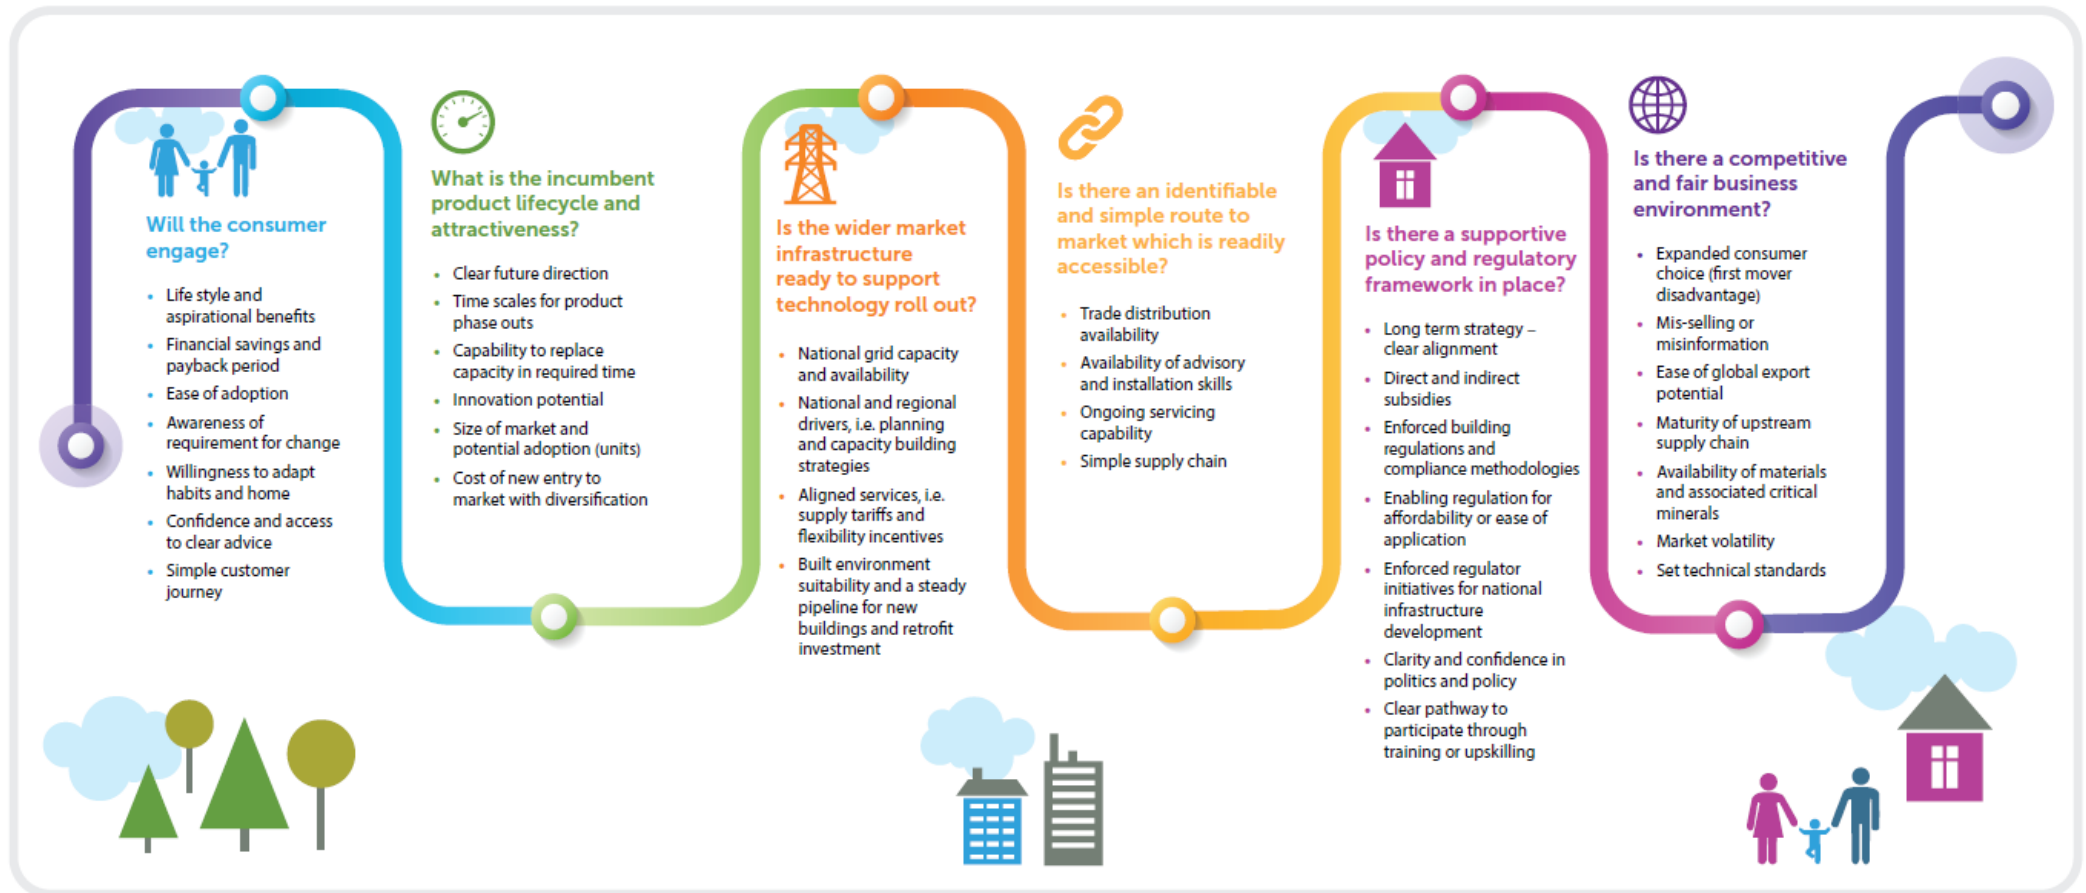 Will the consumer
engage?
• Life style and
aspirational benefits
• Financial savings and
payback period
• Ease of adoption
• Awareness of
requirement for change
• Willingness to adapt
habits and home
• Confidence and access
to clear advice
• Simple customer
journey
What is the incumbent
product lifecycle and
attractiveness?
• Clear future direction
• Time scales for product
phase outs
• Capability to replace
capacity in required time
• Innovation potential
• Size of market and
potential adoption (units)
• Cost of new entry to
market with diversification
Is the wider market
infrastructure
ready to support
technology roll out?
• National grid capacity
and availability
• National and regional
drivers, i.e. planning
and capacity building
strategies
• Aligned services, i.e.
supply tariffs and
flexibility incentives
• Built environment
suitability and a steady
pipeline for new
buildings and retrofit
investment
Is there an identifiable
and simple route to
market which is readily
accessible?
• Trade distribution
availability
• Availability of advisory
and installation skills
• Ongoing servicing
capability
• Simple supply chain
Is there a supportive
policy and regulatory
framework in place?
• Long term strategy –
clear alignment
• Direct and indirect
subsidies
• Enforced building
regulations and
compliance methodologies
• Enabling regulation for
affordability or ease of
application
• Enforced regulator
initiatives for national
infrastructure
development
• Clarity and confidence in
politics and policy
• Clear pathway to
participate through
training or upskilling
Is there a competitive
and fair business
environment?
• Expanded consumer
choice (first mover
disadvantage)
• Mis-selling or
misinformation
• Ease of global export
potential
• Maturity of upstream
supply chain
• Availability of materials
and associated critical
minerals
• Market volatility
• Set technical standards